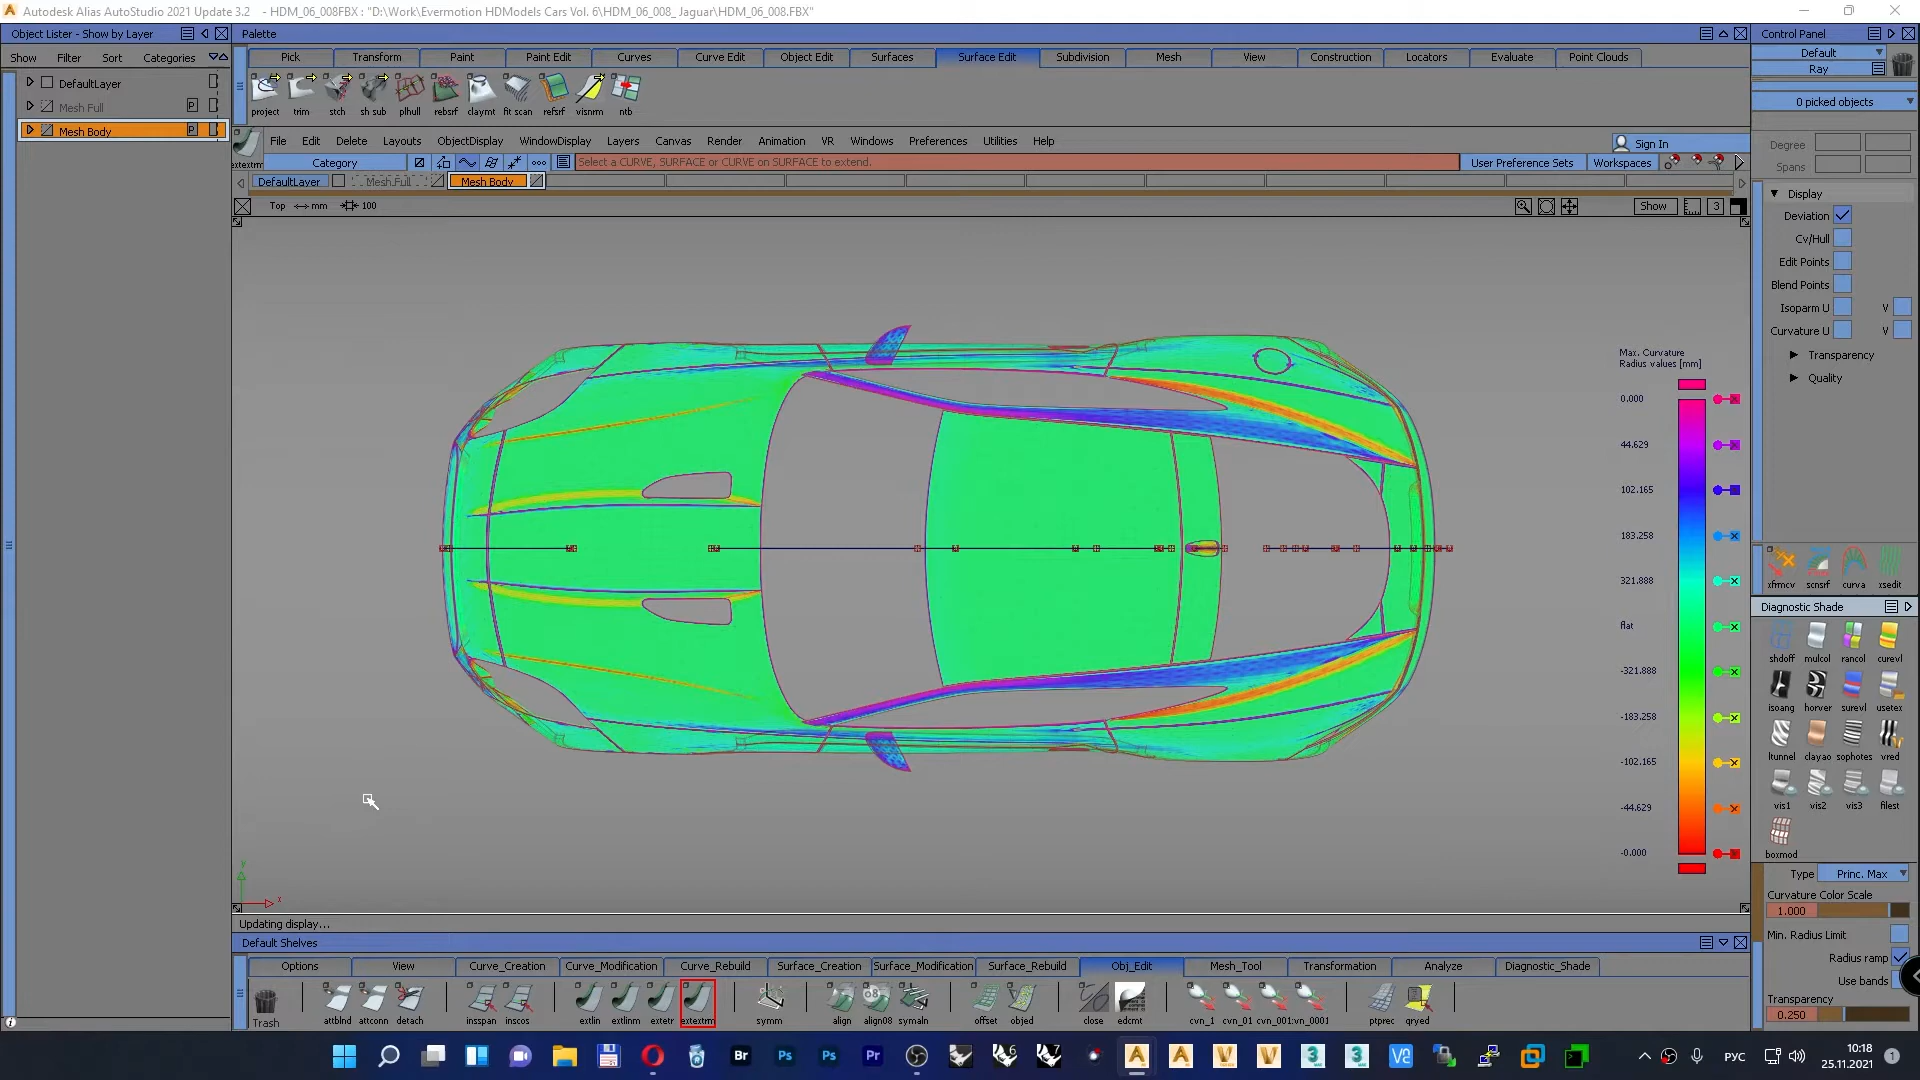 Autodesk Alias AutoStudio 2021 Update 3.2 - HDM_06_008FBX : "D:\Work\Evermotion HDModels Cars Vol. 6\HDM_06_008_ Jaguar\HDM_06_008.FBX"
Object Lister - Show by Layer
Palette
Control Panel
Show Filter Sort Categories
Pick Transform Paint Paint Edit Curves Curve Edit Object Edit Surfaces Surface Edit Subdivision Mesh View Construction Locators Evaluate Point Clouds
Default
Ray
DefaultLayer
Mesh Full P
Mesh Body P
project trim stch sh sub plhull rebsrf claymt fit scan refsrf visnrm ntb
0 picked objects
File Edit Delete Layouts ObjectDisplay WindowDisplay Layers Canvas Render Animation VR Windows Preferences Utilities Help
Sign In
Degree
Spans
Category
Select a CURVE, SURFACE or CURVE on SURFACE to extend.
User Preference Sets Workspaces
DefaultLayer Mesh Full Mesh Body
Top mm 100
Show 3
Display
Deviation
Cv/Hull
Edit Points
Blend Points
Isoparm U V
Curvature U V
Transparency
Quality
Max. Curvature
Radius values [mm]
0.000
44.629
102.165
183.258
321.888
flat
-321.888
-183.258
-102.165
-44.629
-0.000
xfrmcv scnsrf curva xsedit
Diagnostic Shade
shdoff mulcol rancol curevl
isoang horver surevl usetex
ltunnel clayao sophotes vred
vis1 vis2 vis3 filest
boxmod
Type Princ. Max
Curvature Color Scale
1.000
Min. Radius Limit
Radius ramp
Use bands
Transparency
0.250
y
x
Updating display...
Default Shelves
Options View Curve_Creation Curve_Modification Curve_Rebuild Surface_Creation Surface_Modification Surface_Rebuild Obj_Edit Mesh_Tool Transformation Analyze Diagnostic_Shade
Trash attblnd attconn detach insspan inscos extlin extlinm extetr extextrm symm align align08 symaln offset objed close edcmt cvn_1 cvn_01 cvn_001 vn_0001 ptprec qryed
Br Ps Ps Pr 6 7 A A V V 3 3
РУС
10:18
25.11.2021
1